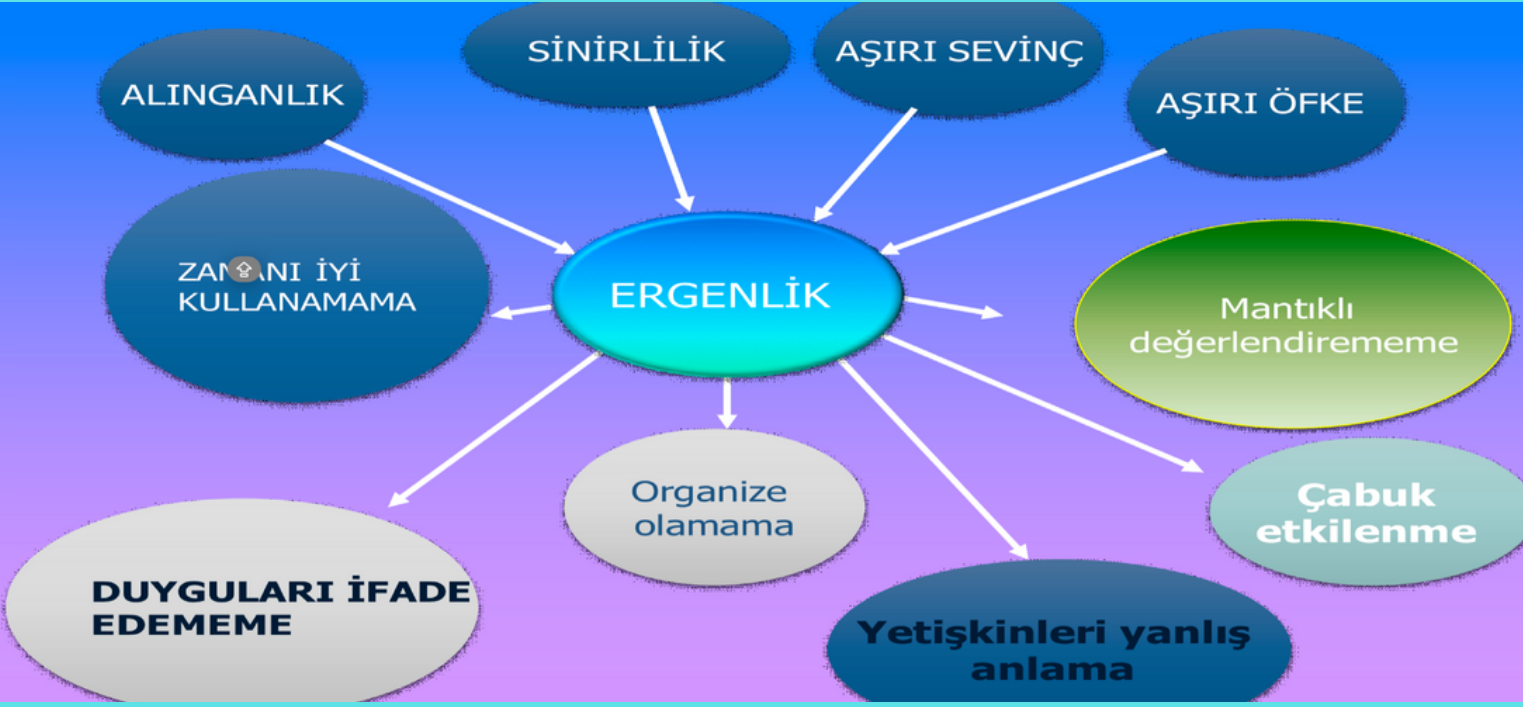 ALINGANLIK
SİNİRLİLİK
AŞIRI SEVİNÇ
AŞIRI ÖFKE
ZAMANI İYİ
KULLANAMAMA
ERGENLİK
Mantıklı
değerlendirememe
Organize
olamama
Çabuk
etkilenme
DUYGULARI İFADE
EDEMEME
Yetişkinleri yanlış
anlama